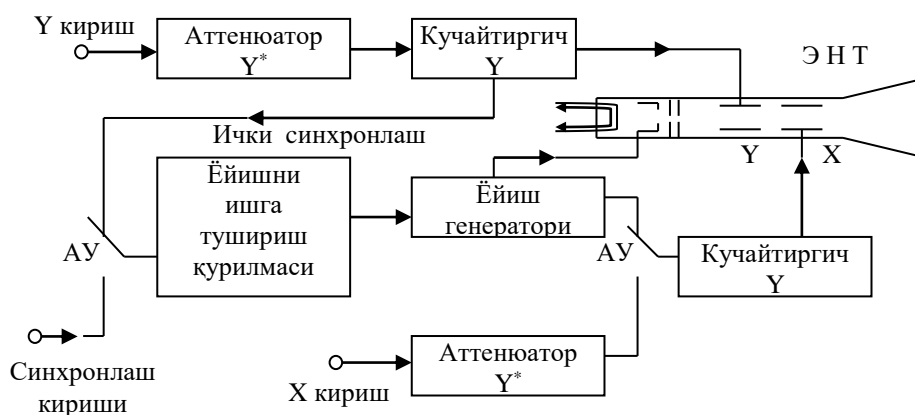 Y кириш
Аттенюатор
Y*
Кучайтиргич
Y
Э Н Т
Ички синхронлаш
Y
X
Ёйишни
ишга
тушириш
қурилмаси
Ёйиш
генератори
АУ
АУ
Кучайтиргич
Y
Синхронлаш
кириши
X кириш
Аттенюатор
Y*